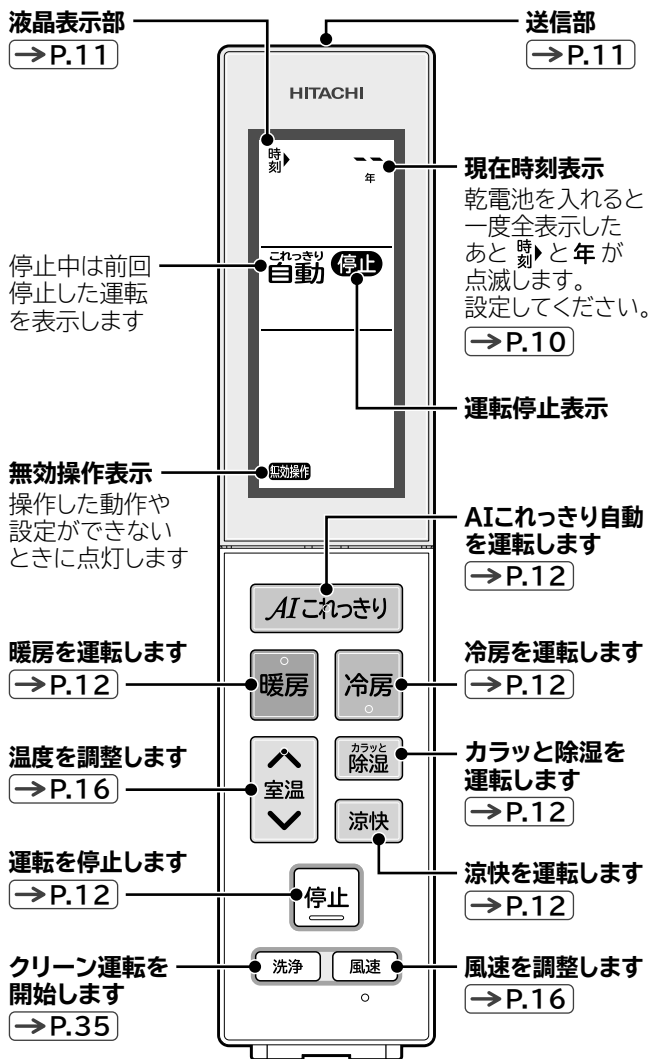 液晶表示部
→P.11
送信部
→P.11
HITACHI
時刻
--
年
現在時刻表示
乾電池を入れると
一度全表示した
あと 時刻 と 年 が
点滅します。
設定してください。
→P.10
停止中は前回
停止した運転
を表示します
これっきり
自動 停止
運転停止表示
無効操作表示
操作した動作や
設定ができない
ときに点灯します
無効操作
AIこれっきり自動
を運転します
→P.12
AIこれっきり
暖房を運転します
→P.12
暖房
冷房
冷房を運転します
→P.12
温度を調整します
→P.16
室温
カラッと
除湿
カラッと除湿を
運転します
→P.12
涼快
涼快を運転します
→P.12
運転を停止します
→P.12
停止
クリーン運転を
開始します
→P.35
洗浄
風速
風速を調整します
→P.16